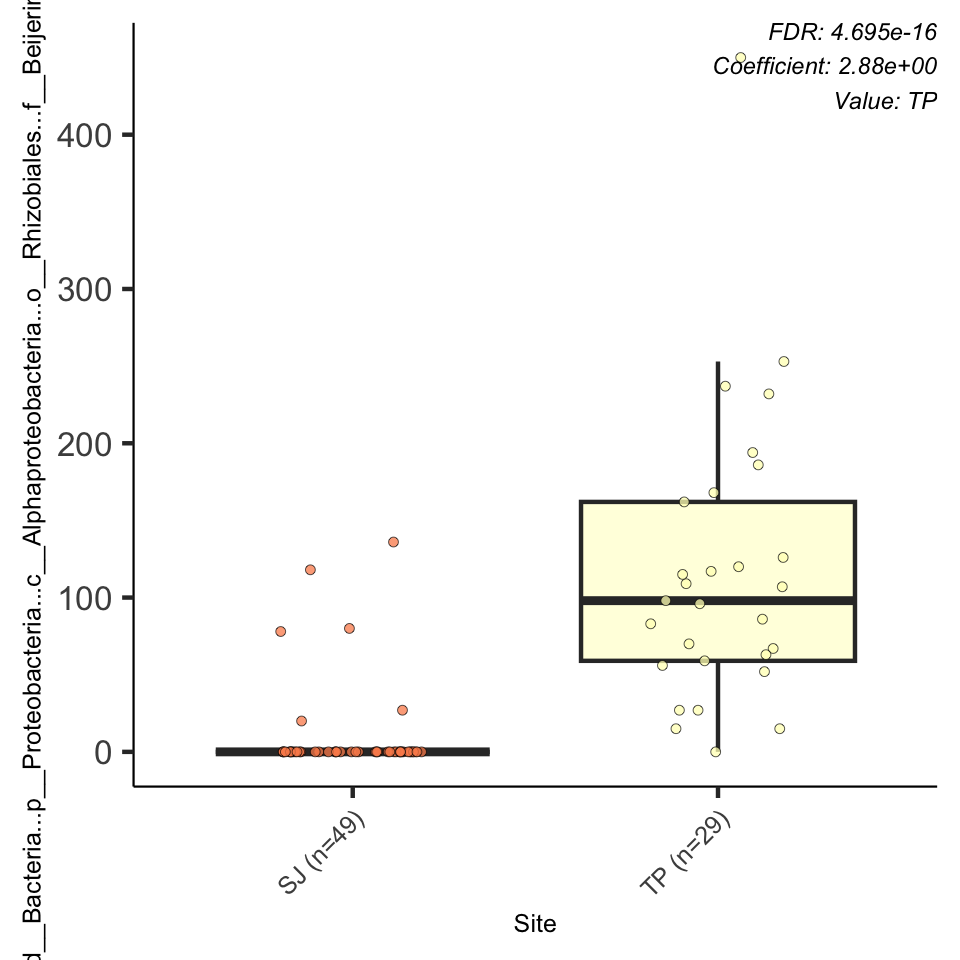 FDR: 4.695e-16
Coefficient: 2.88e+00
Value: TP
d__Bacteria...p__Proteobacteria...c__Alphaproteobacteria...o__Rhizobiales...f__Beijerin
400
300
200
100
0
SJ (n=49)
TP (n=29)
Site